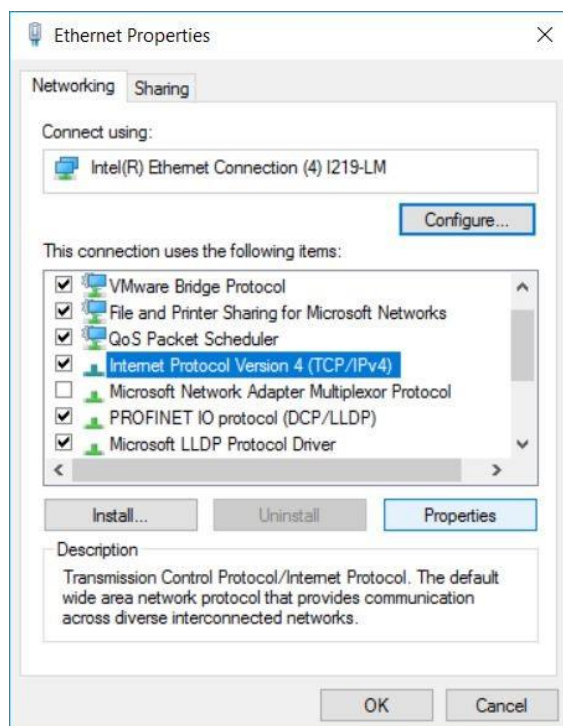 Ethernet Properties
Networking
Sharing
Connect using:
Intel(R) Ethernet Connection (4) I219-LM
Configure...
This connection uses the following items:
VMware Bridge Protocol
File and Printer Sharing for Microsoft Networks
QoS Packet Scheduler
Internet Protocol Version 4 (TCP/IPv4)
Microsoft Network Adapter Multiplexor Protocol
PROFINET IO protocol (DCP/LLDP)
Microsoft LLDP Protocol Driver
Install...
Uninstall
Properties
Description
Transmission Control Protocol/Internet Protocol. The default
wide area network protocol that provides communication
across diverse interconnected networks.
OK
Cancel